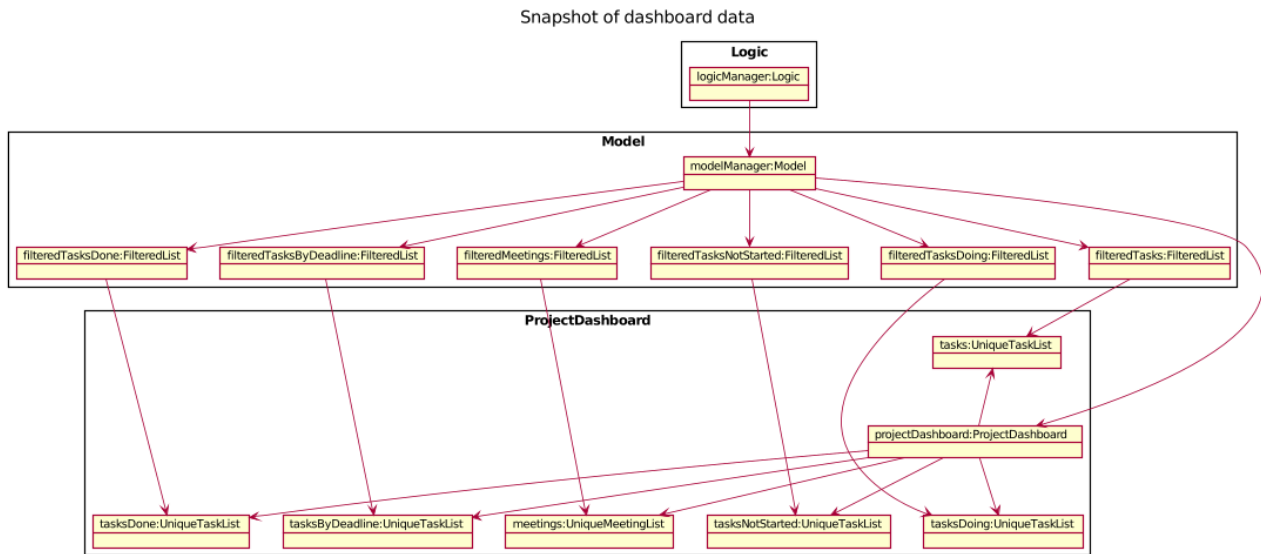 Snapshot of dashboard data
Logic
logicManager:Logic
Model
modelManager:Model
filteredTasksDone:FilteredList
filteredTasksByDeadline:FilteredList
filteredMeetings:FilteredList
filteredTasksNotStarted:FilteredList
filteredTasksDoing:FilteredList
filteredTasks:FilteredList
ProjectDashboard
tasks:UniqueTaskList
projectDashboard:ProjectDashboard
tasksDone:UniqueTaskList
tasksByDeadline:UniqueTaskList
meetings:UniqueMeetingList
tasksNotStarted:UniqueTaskList
tasksDoing:UniqueTaskList